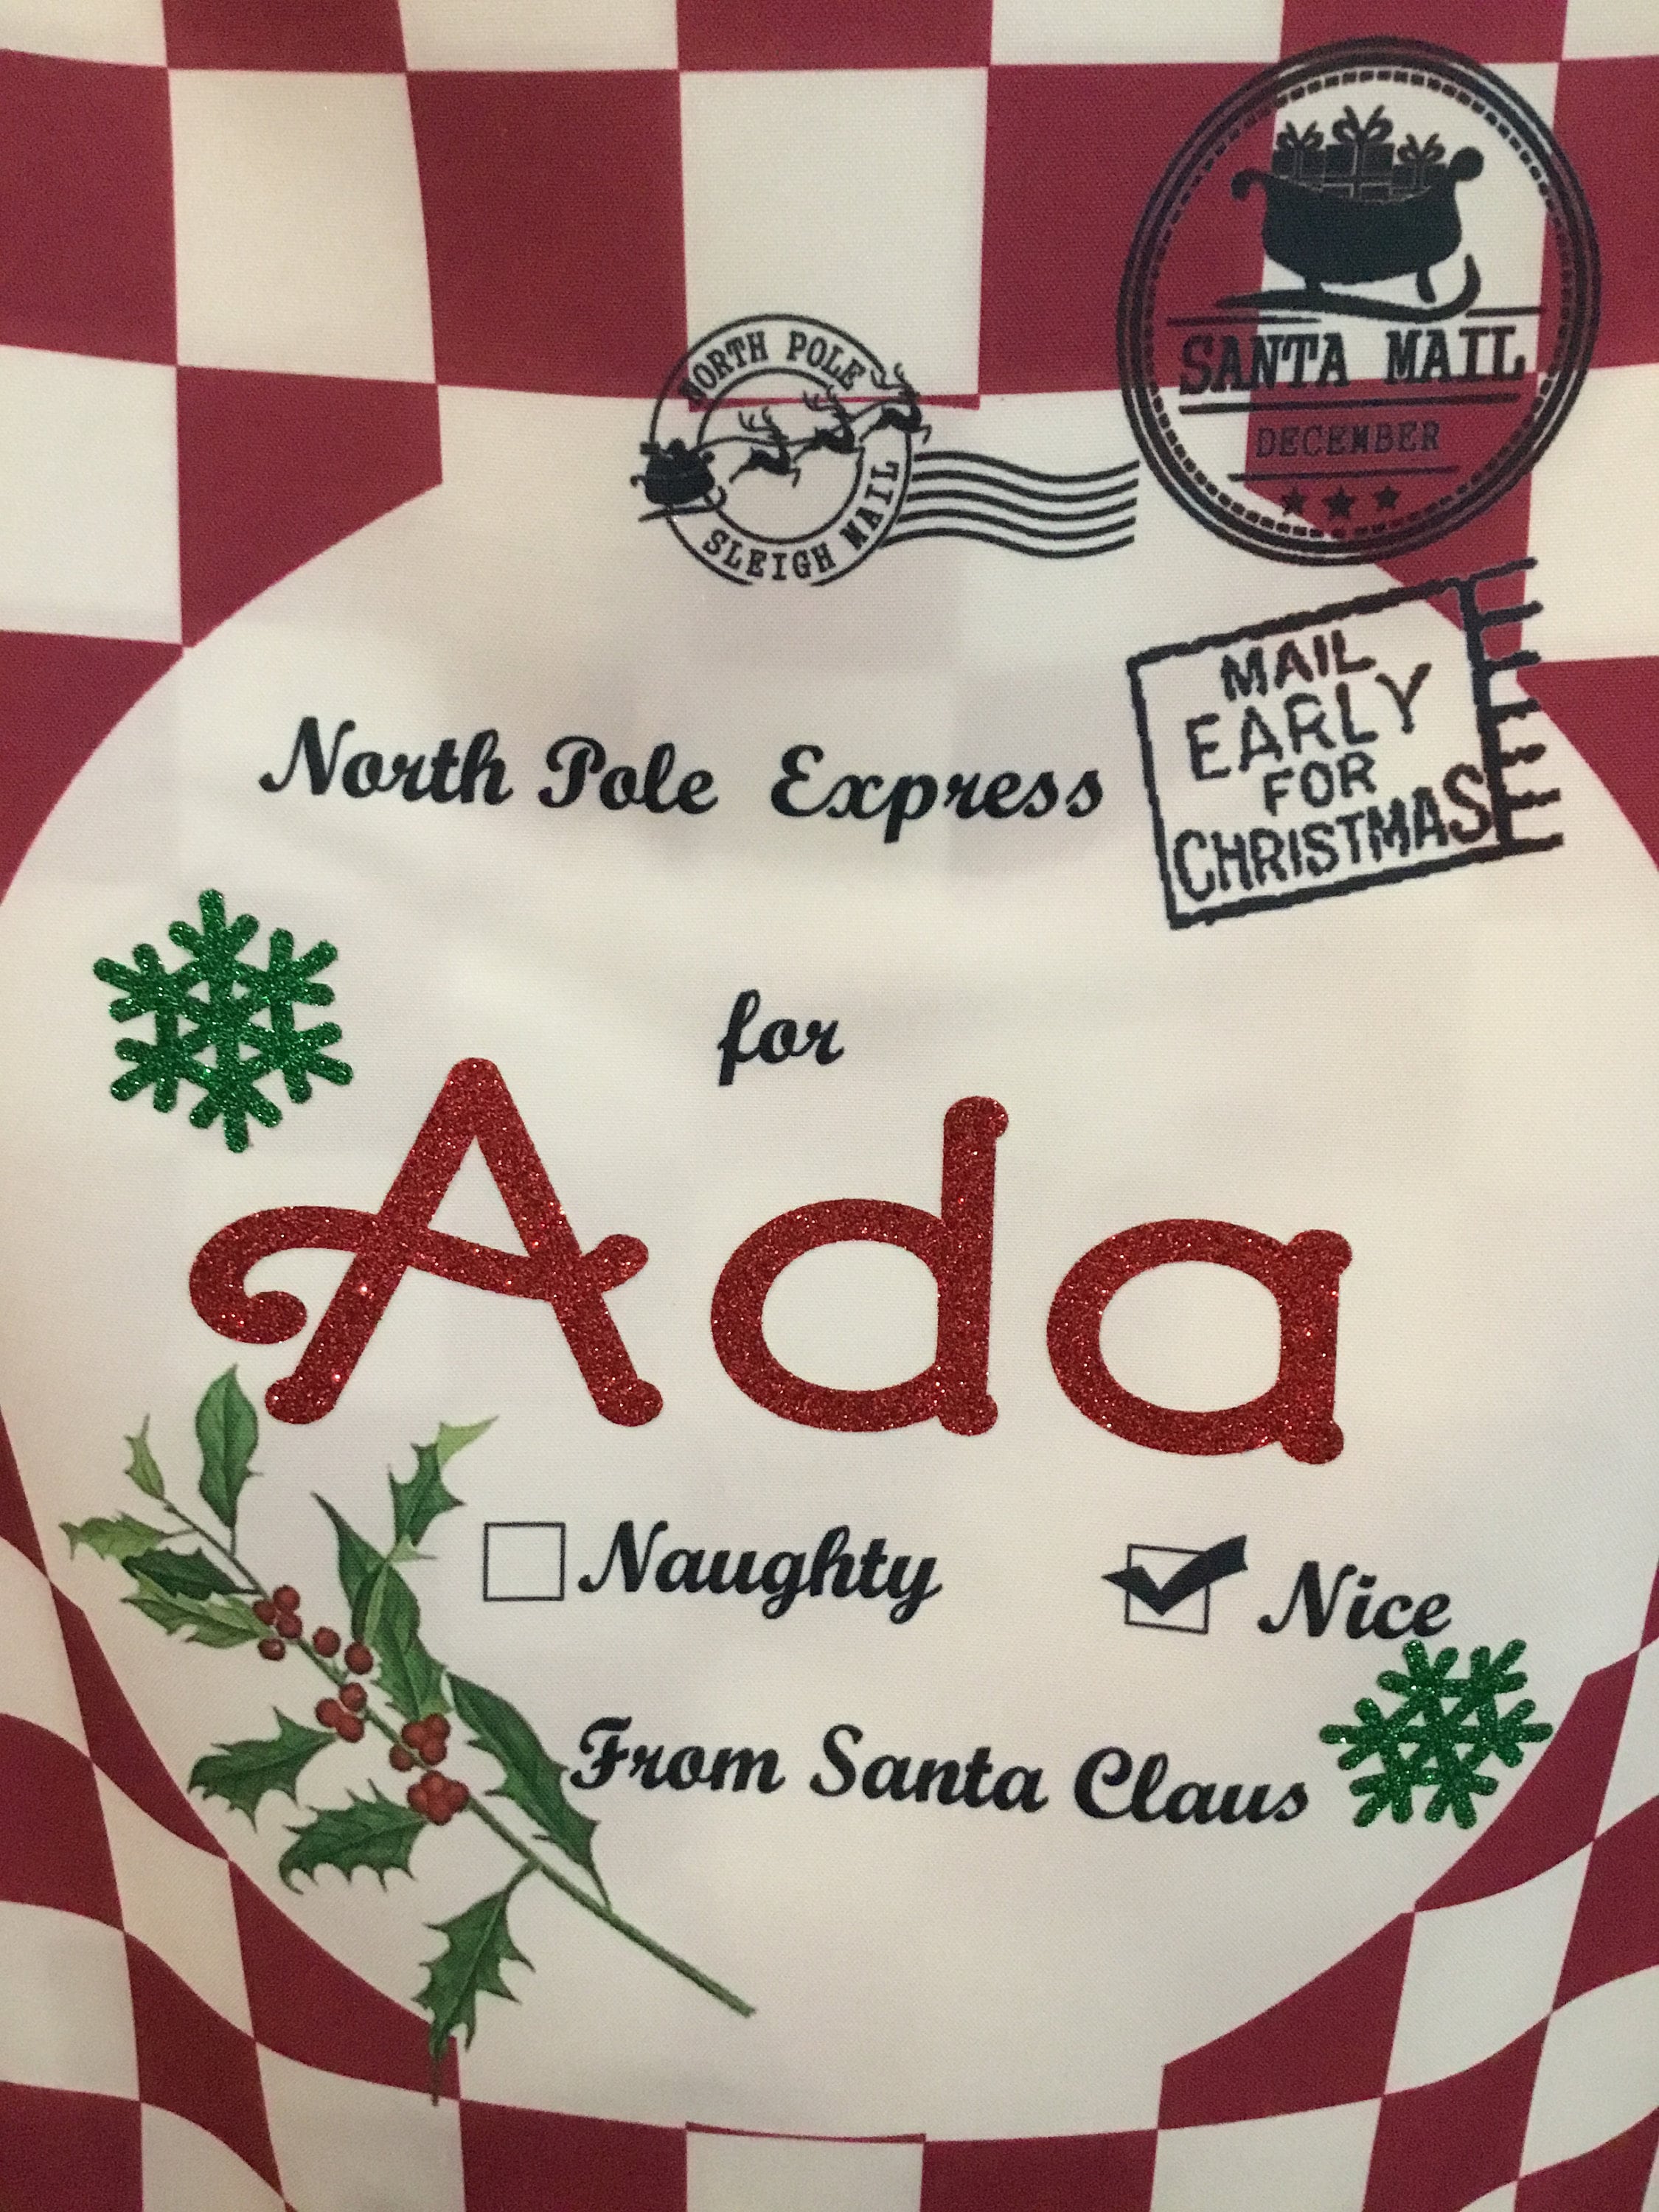 NORTH POLE
SLEIGH MAIL
SANTA MAIL
DECEMBER
MAIL
EARLY
FOR
CHRISTMAS
North Pole Express
for
Ada
Naughty
Nice
From Santa Claus